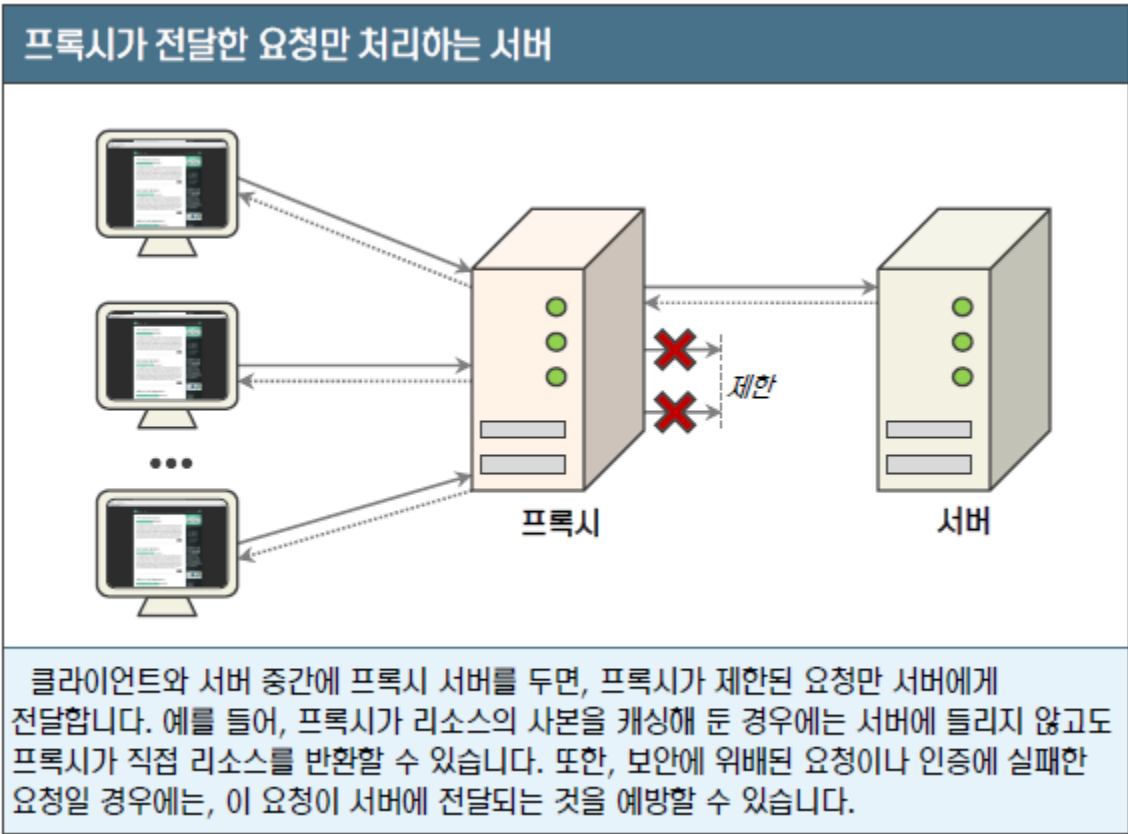 프록시가 전달한 요청만 처리하는 서버
제한
프록시
서버
클라이언트와 서버 중간에 프록시 서버를 두면, 프록시가 제한된 요청만 서버에게
전달합니다. 예를 들어, 프록시가 리소스의 사본을 캐싱해 둔 경우에는 서버에 들리지 않고도
프록시가 직접 리소스를 반환할 수 있습니다. 또한, 보안에 위배된 요청이나 인증에 실패한
요청일 경우에는, 이 요청이 서버에 전달되는 것을 예방할 수 있습니다.